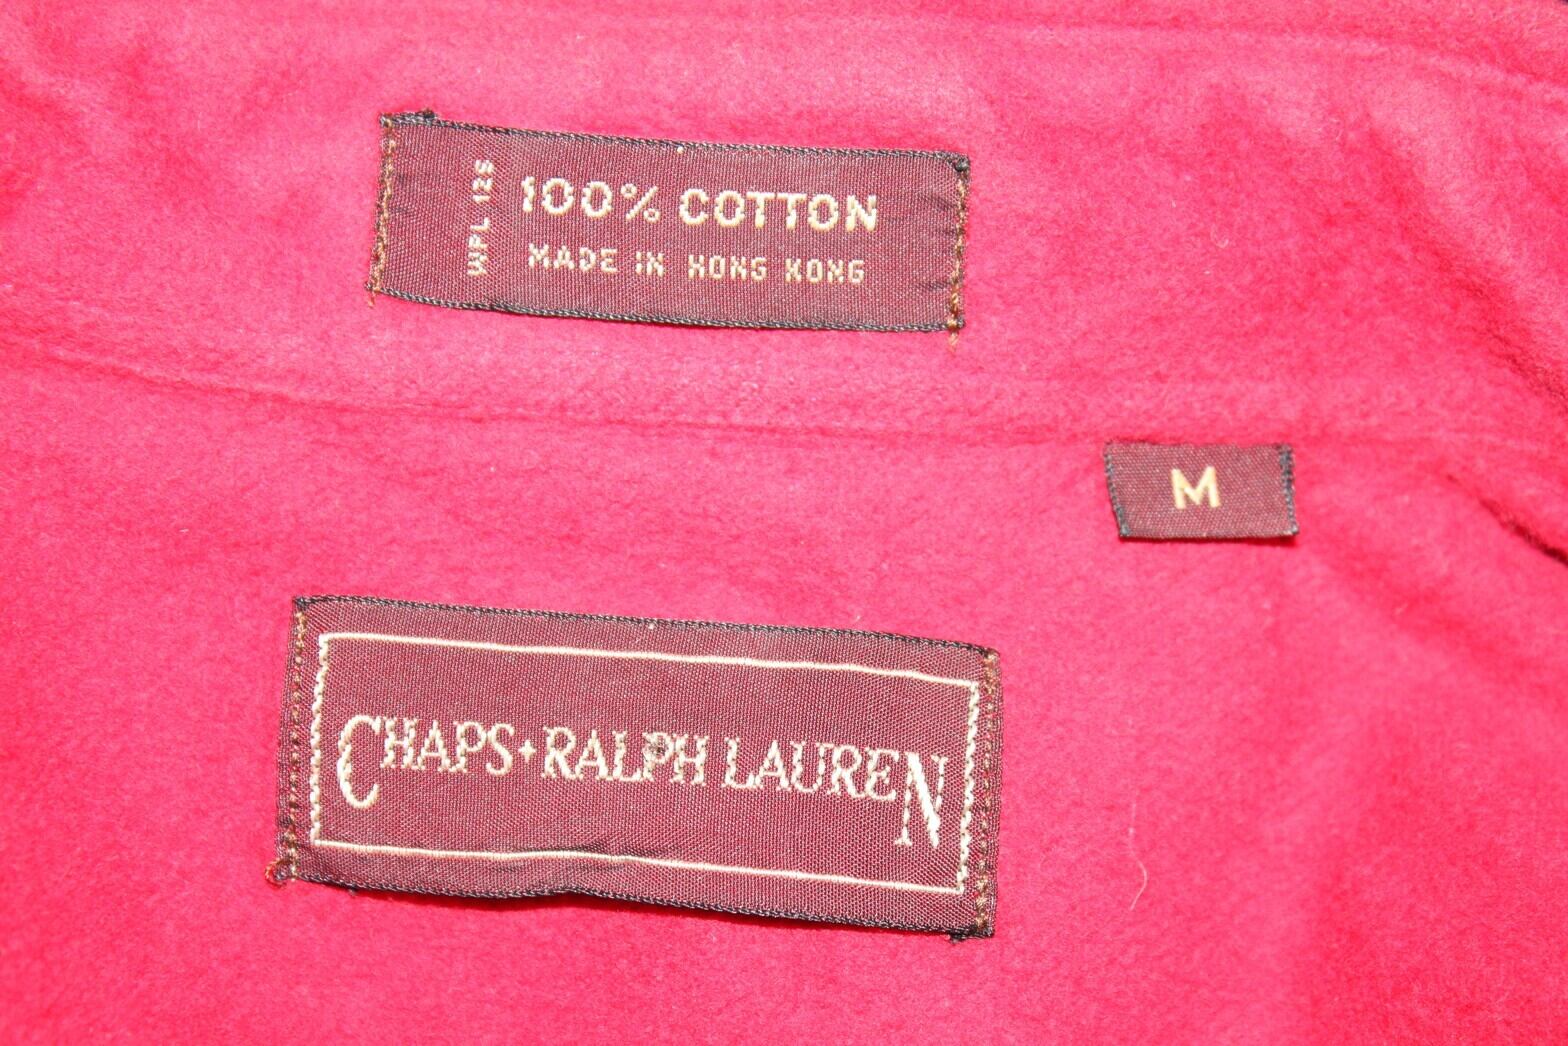 WPL 125
100% COTTON
MADE IN HONG KONG
M
CHAPS+RALPH LAUREN